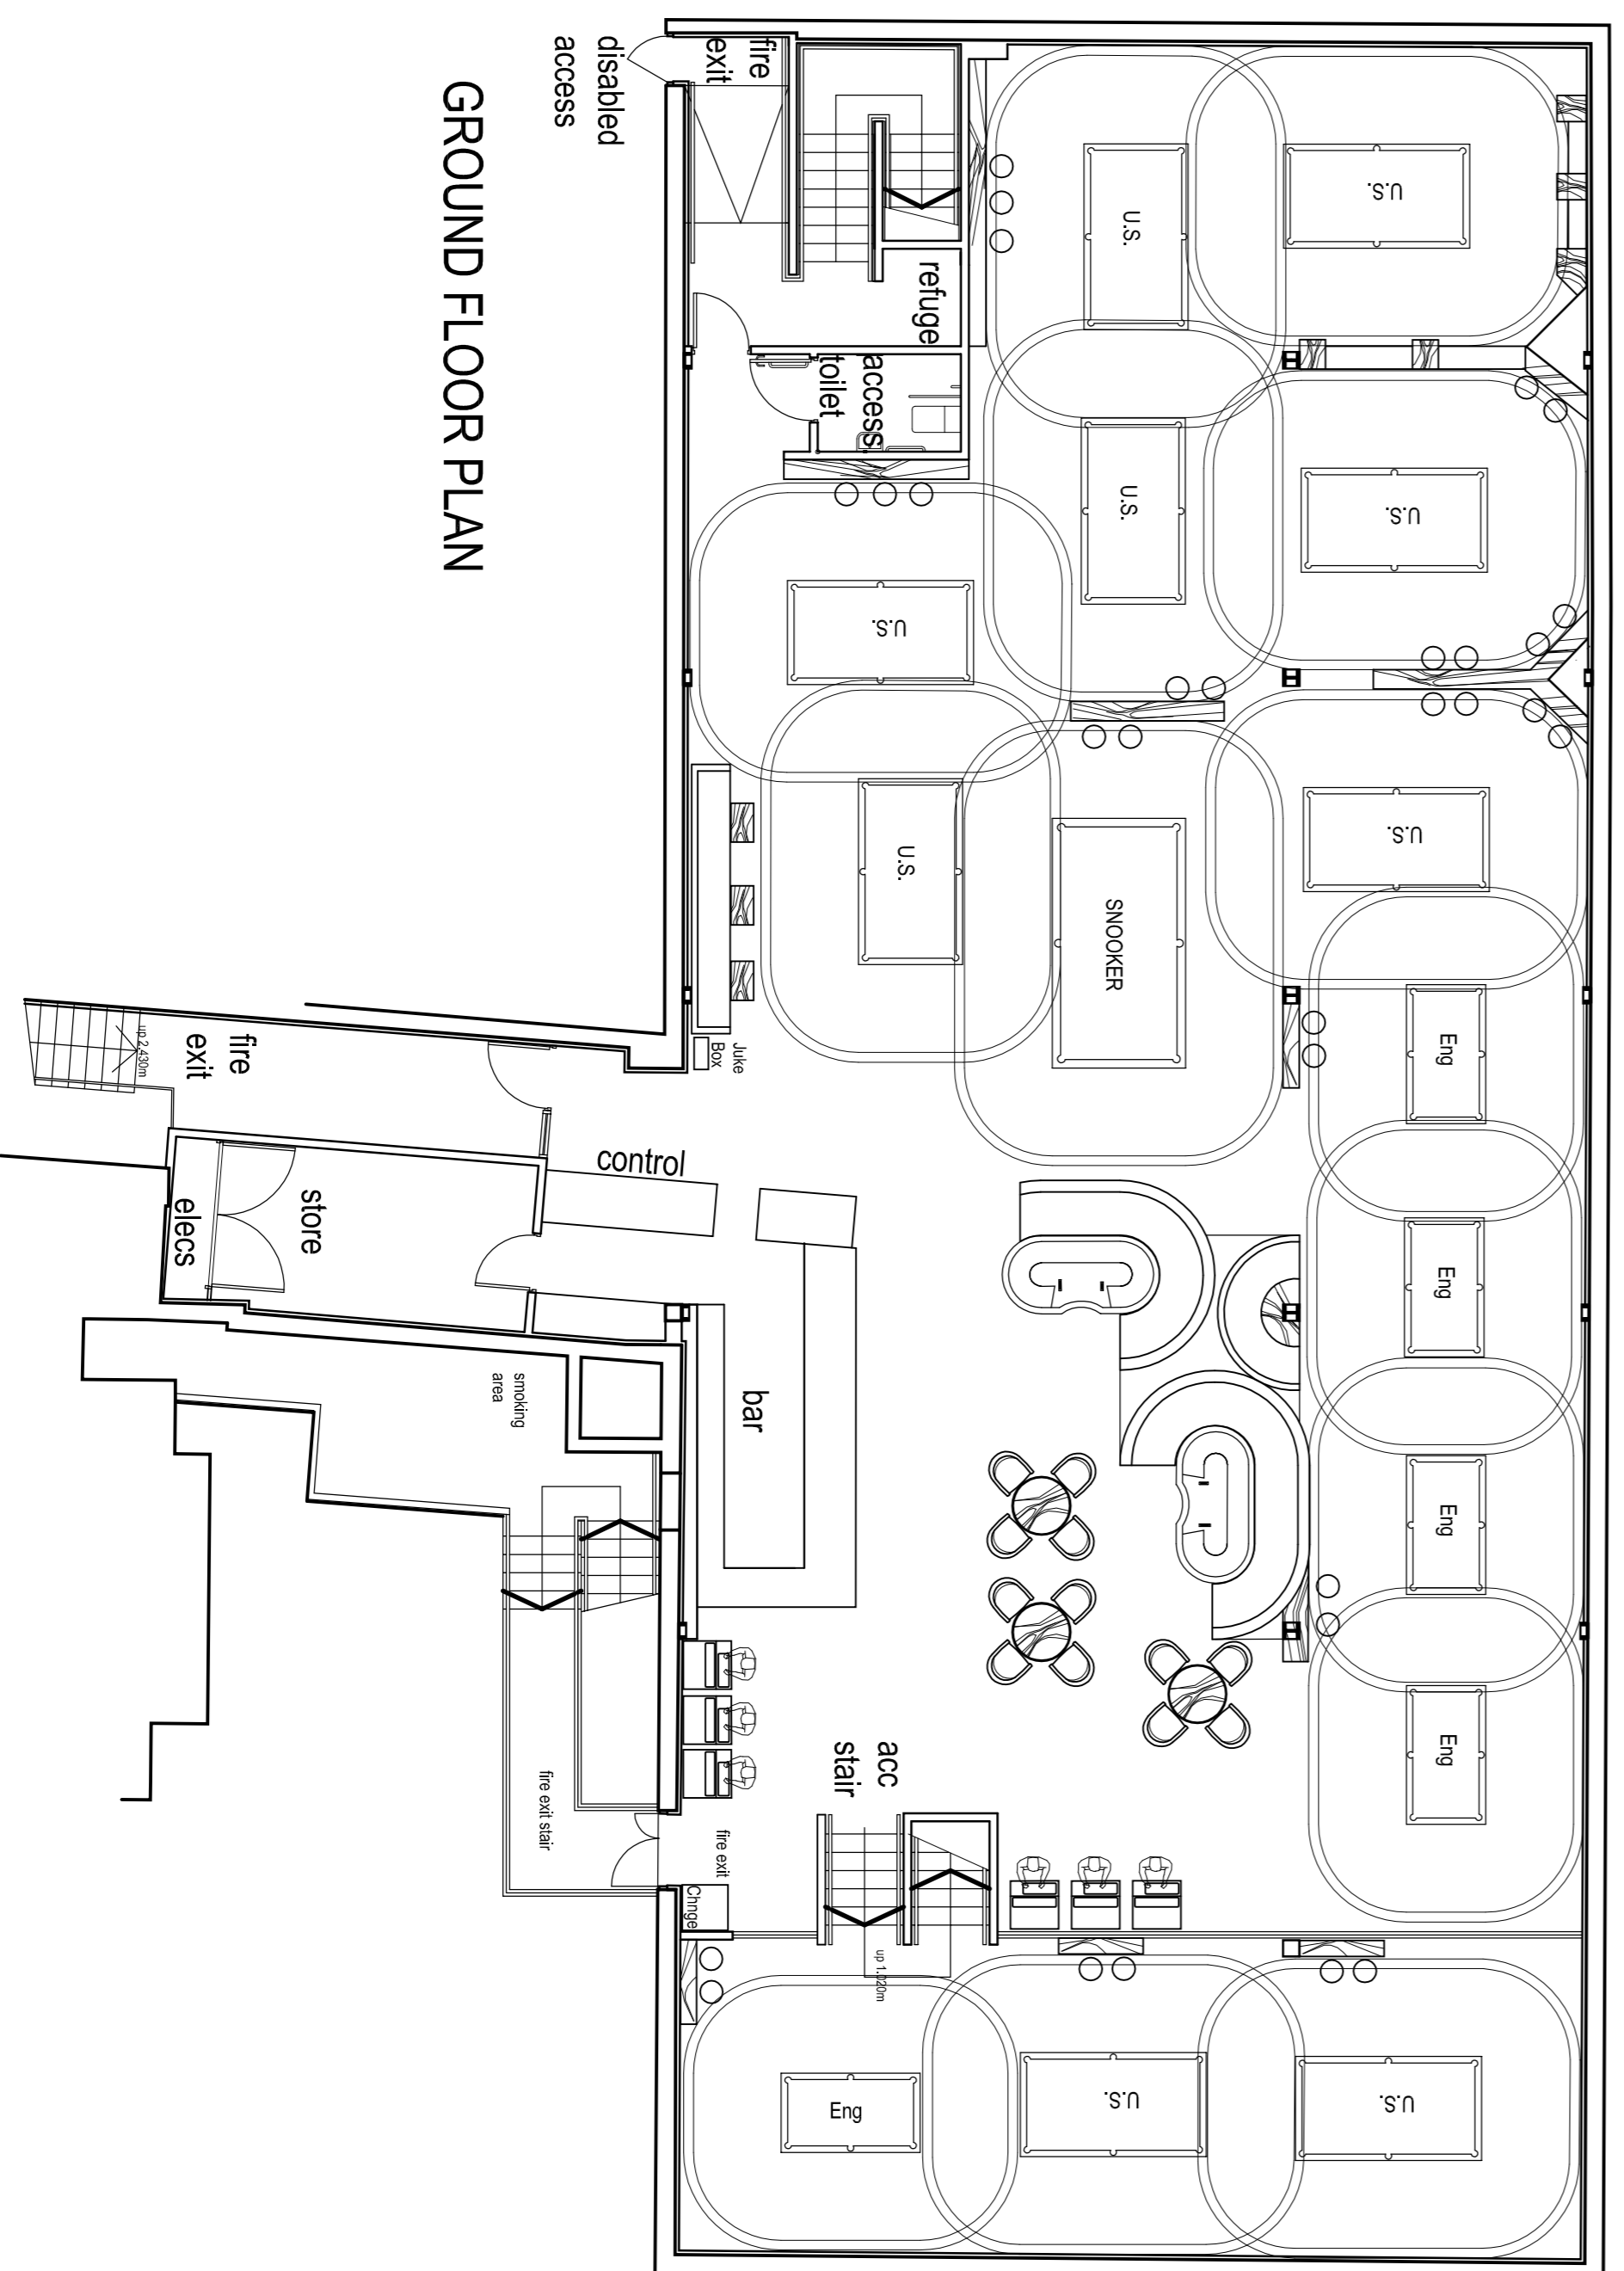 GROUND FLOOR PLAN
disabled
access
fire
exit
refuge
access
toilet
U.S.
U.S.
U.S.
U.S.
U.S.
U.S.
U.S.
SNOOKER
Eng
Eng
Eng
Eng
Juke
Box
control
fire
exit
up 2.430m
store
elecs
bar
smoking
area
fire exit stair
fire exit
Chnge
acc
stair
up 1.020m
Eng
U.S.
U.S.